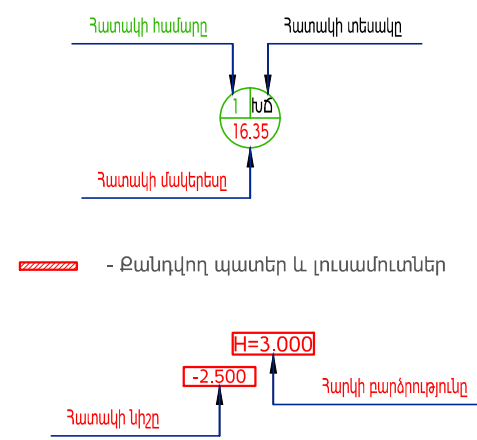 Հատակի համարը
Հատակի տեսակը
1 ԽՃ
16.35
Հատակի մակերեսը
- Քանդվող պատեր և լուսամուտներ
H=3.000
-2.500
Հարկի բարձրությունը
Հատակի նիշը